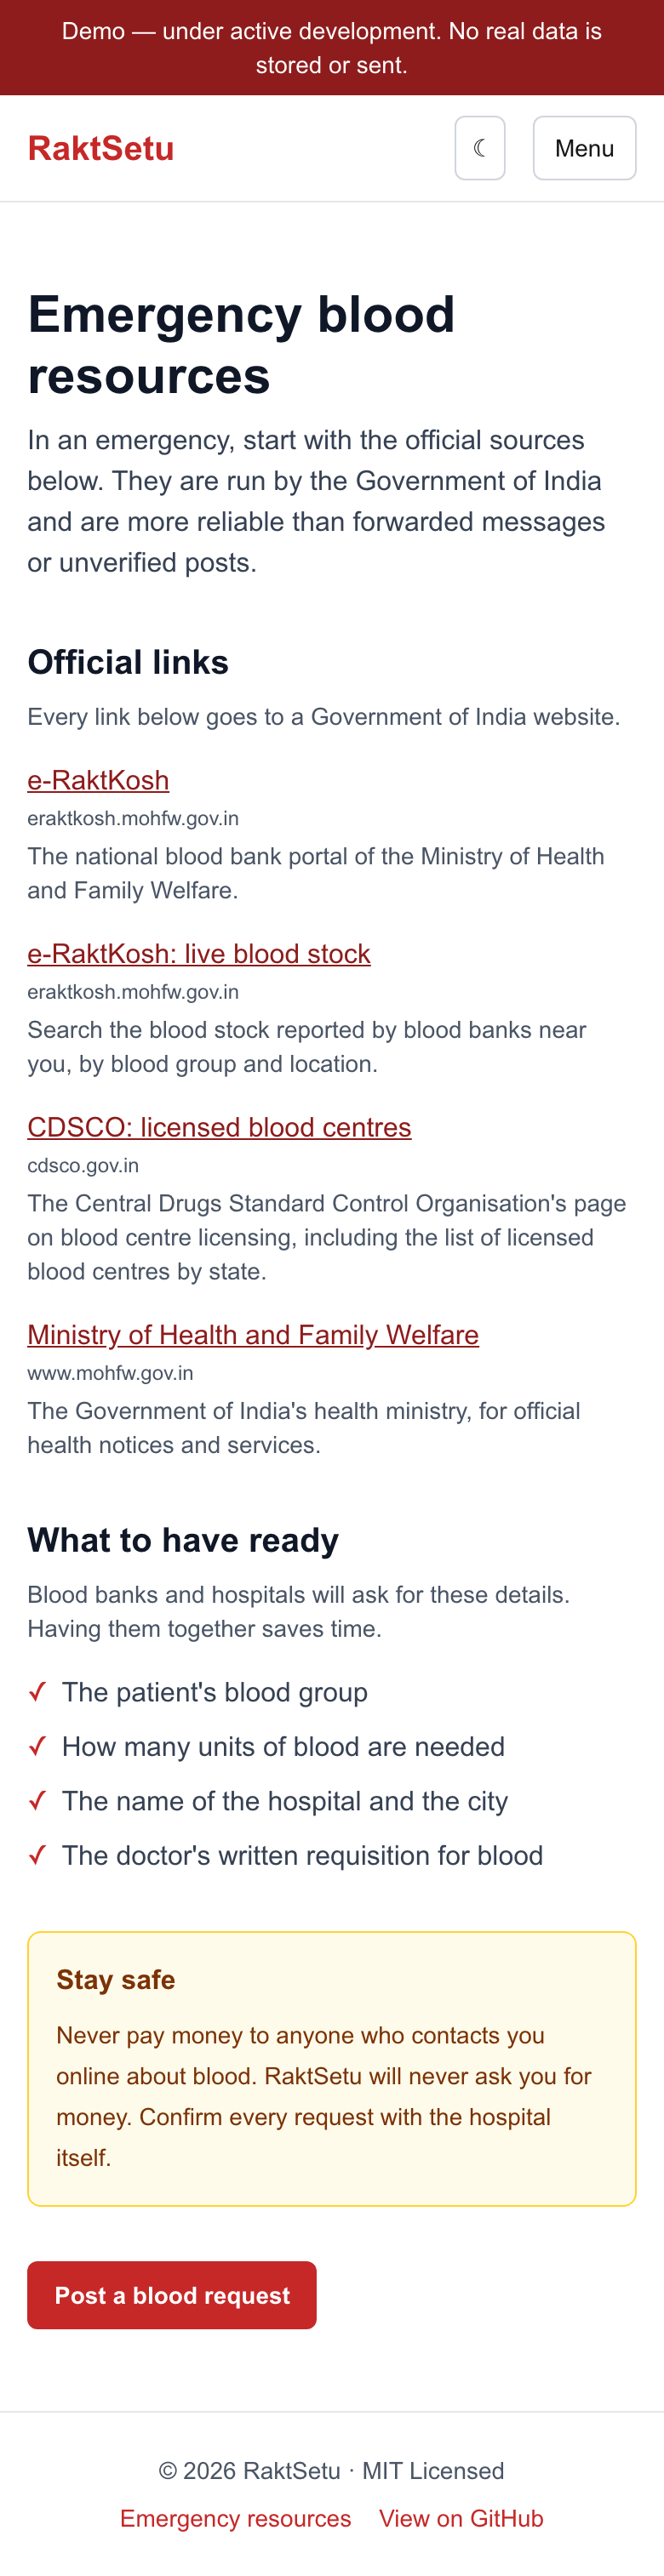 Demo — under active development. No real data is
stored or sent.
RaktSetu
☾
Menu
Emergency blood
resources
In an emergency, start with the official sources
below. They are run by the Government of India
and are more reliable than forwarded messages
or unverified posts.
Official links
Every link below goes to a Government of India website.
e-RaktKosh
eraktkosh.mohfw.gov.in
The national blood bank portal of the Ministry of Health
and Family Welfare.
e-RaktKosh: live blood stock
eraktkosh.mohfw.gov.in
Search the blood stock reported by blood banks near
you, by blood group and location.
CDSCO: licensed blood centres
cdsco.gov.in
The Central Drugs Standard Control Organisation's page
on blood centre licensing, including the list of licensed
blood centres by state.
Ministry of Health and Family Welfare
www.mohfw.gov.in
The Government of India's health ministry, for official
health notices and services.
What to have ready
Blood banks and hospitals will ask for these details.
Having them together saves time.
✓ The patient's blood group
✓ How many units of blood are needed
✓ The name of the hospital and the city
✓ The doctor's written requisition for blood
Stay safe
Never pay money to anyone who contacts you
online about blood. RaktSetu will never ask you for
money. Confirm every request with the hospital
itself.
Post a blood request
© 2026 RaktSetu · MIT Licensed
Emergency resources View on GitHub